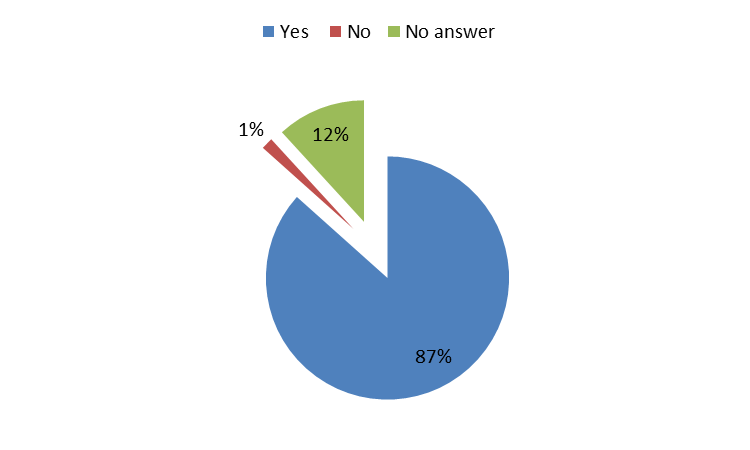 Yes No No answer
1%
12%
87%